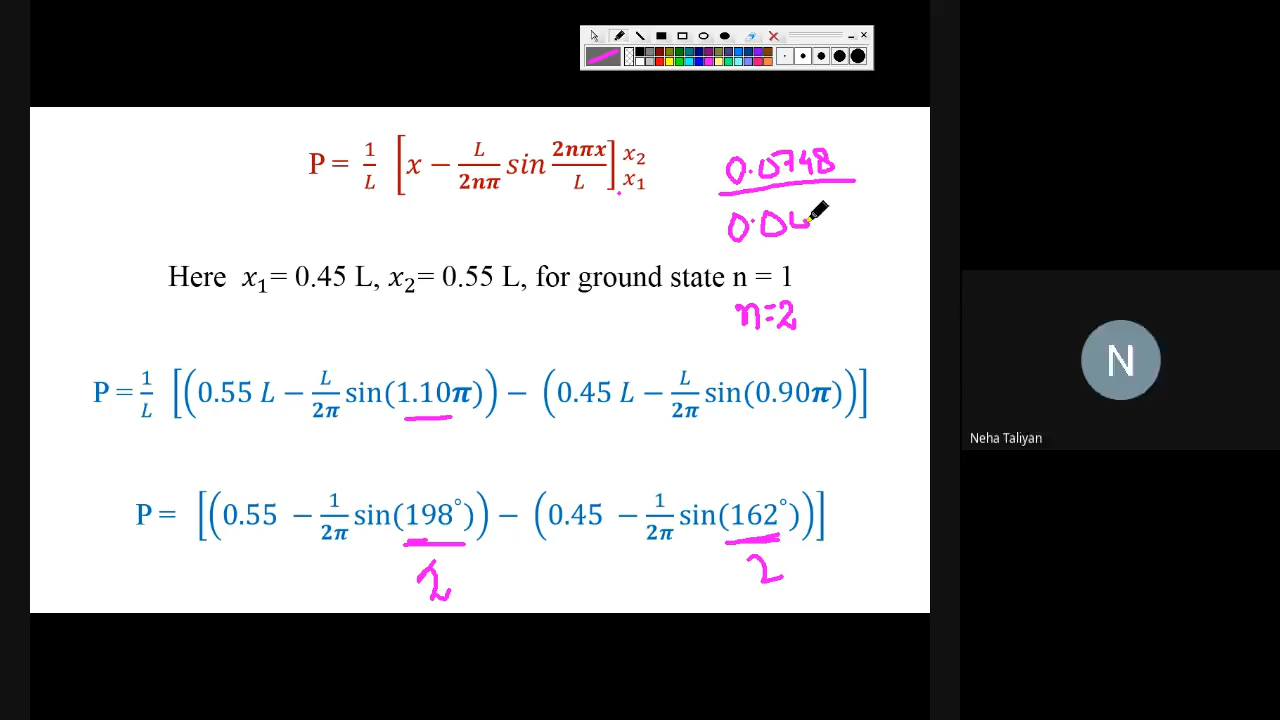 P = 1/L [x − L/2nπ sin 2nπx/L] x₂ x₁
0.0748
0.0
Here x₁= 0.45 L, x₂= 0.55 L, for ground state n = 1
n=2
P = 1/L [(0.55 L − L/2π sin(1.10π)) − (0.45 L − L/2π sin(0.90π))]
P = [(0.55 − 1/2π sin(198°)) − (0.45 − 1/2π sin(162°))]
2
2
N
Neha Taliyan